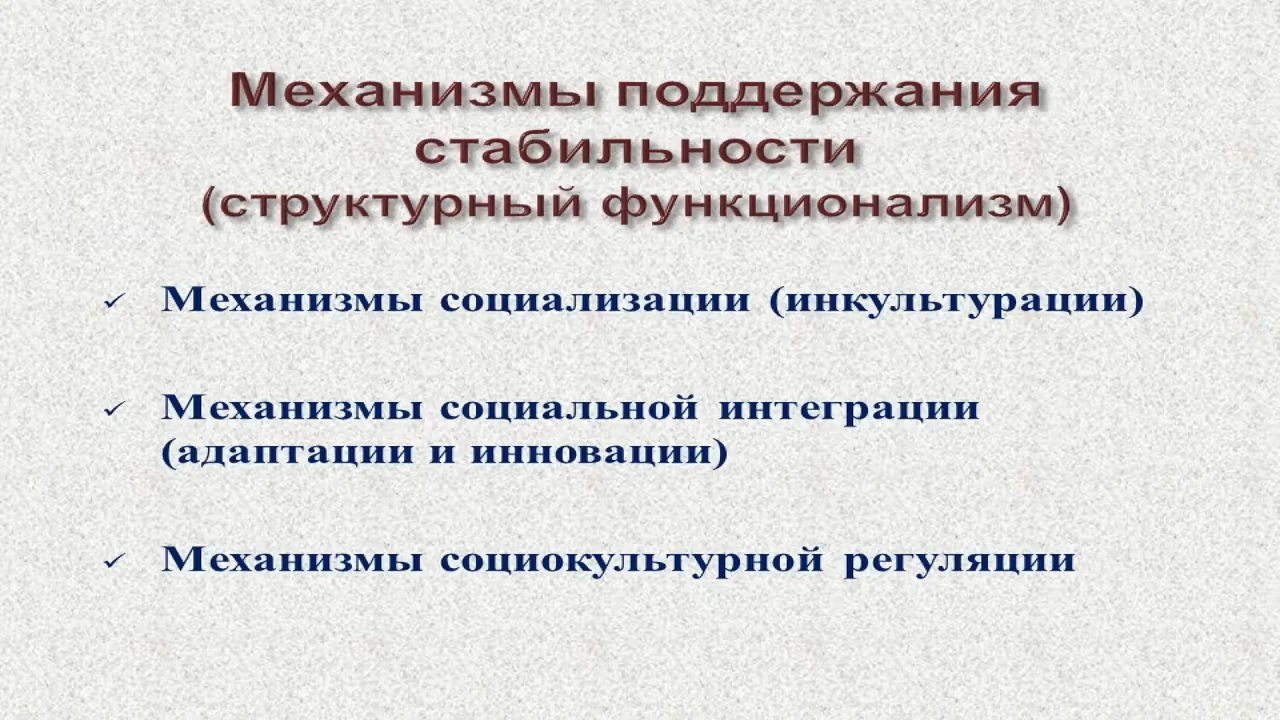 Механизмы поддержания
стабильности
(структурный функционализм)
Механизмы социализации (инкультурации)
Механизмы социальной интеграции
(адаптации и инновации)
Механизмы социокультурной регуляции